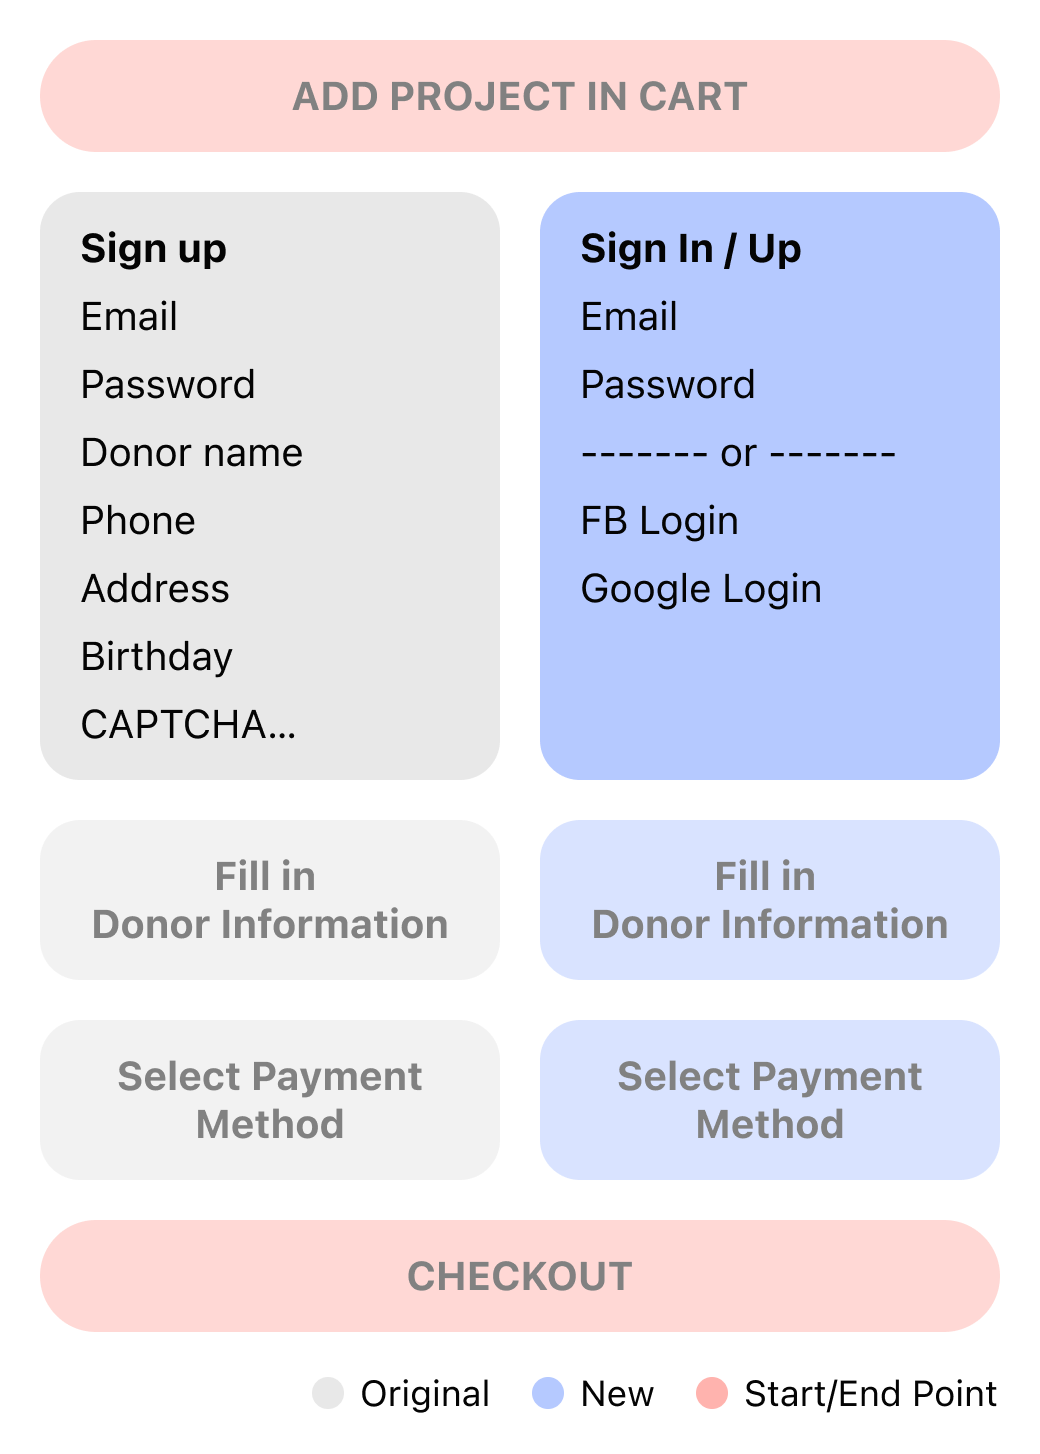 ADD PROJECT IN CART
Sign up
Email
Password
Donor name
Phone
Address
Birthday
CAPTCHA...
Sign In / Up
Email
Password
------- or -------
FB Login
Google Login
Fill in
Donor Information
Fill in
Donor Information
Select Payment
Method
Select Payment
Method
CHECKOUT
Original
New
Start/End Point